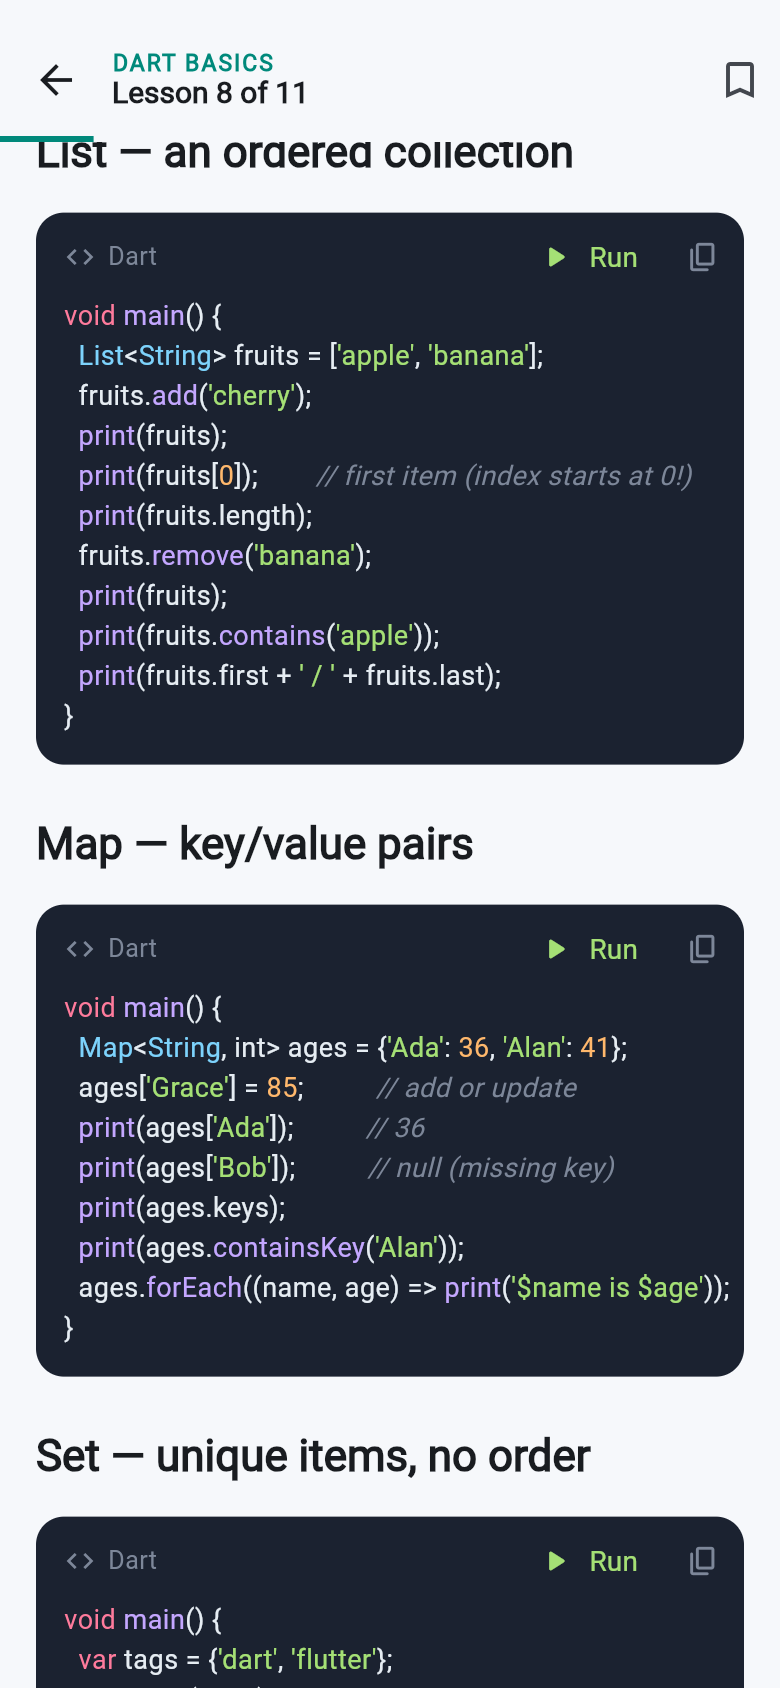 DART BASICS
Lesson 8 of 11
List — an ordered collection
<> Dart
Run
void main() {
  List<String> fruits = ['apple', 'banana'];
  fruits.add('cherry');
  print(fruits);
  print(fruits[0]);        // first item (index starts at 0!)
  print(fruits.length);
  fruits.remove('banana');
  print(fruits);
  print(fruits.contains('apple'));
  print(fruits.first + ' / ' + fruits.last);
}
Map — key/value pairs
<> Dart
Run
void main() {
  Map<String, int> ages = {'Ada': 36, 'Alan': 41};
  ages['Grace'] = 85;          // add or update
  print(ages['Ada']);          // 36
  print(ages['Bob']);          // null (missing key)
  print(ages.keys);
  print(ages.containsKey('Alan'));
  ages.forEach((name, age) => print('$name is $age'));
}
Set — unique items, no order
<> Dart
Run
void main() {
  var tags = {'dart', 'flutter'};